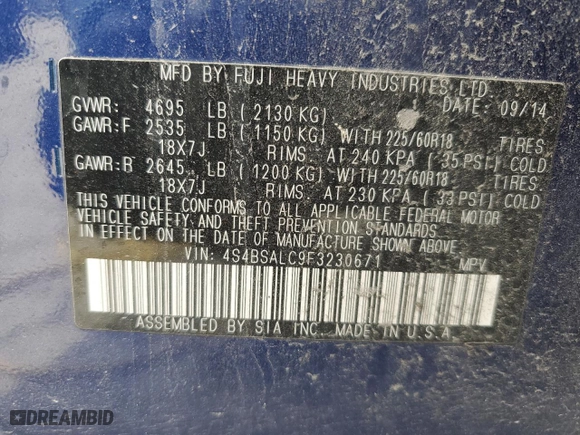 MFD BY FUJI HEAVY INDUSTRIES LTD.
DATE: 09/14
GVWR: 4695 LB (2130 KG)
GAWR:F 2535 LB (1150 KG) WITH 225/60R18 TIRES
18X7J RIMS. AT 240 KPA (35 PSI) COLD
GAWR:R 2645 LB (1200 KG) WITH 225/60R18 TIRES
18X7J RIMS. AT 230 KPA (33 PSI) COLD
THIS VEHICLE CONFORMS TO ALL APPLICABLE FEDERAL MOTOR
VEHICLE SAFETY, AND THEFT PREVENTION STANDARDS
IN EFFECT ON THE DATE OF MANUFACTURE SHOWN ABOVE.
VIN: 4S4BSALC9F3230671 MPV
ASSEMBLED BY SIA INC. MADE IN U.S.A.
DREAMBID